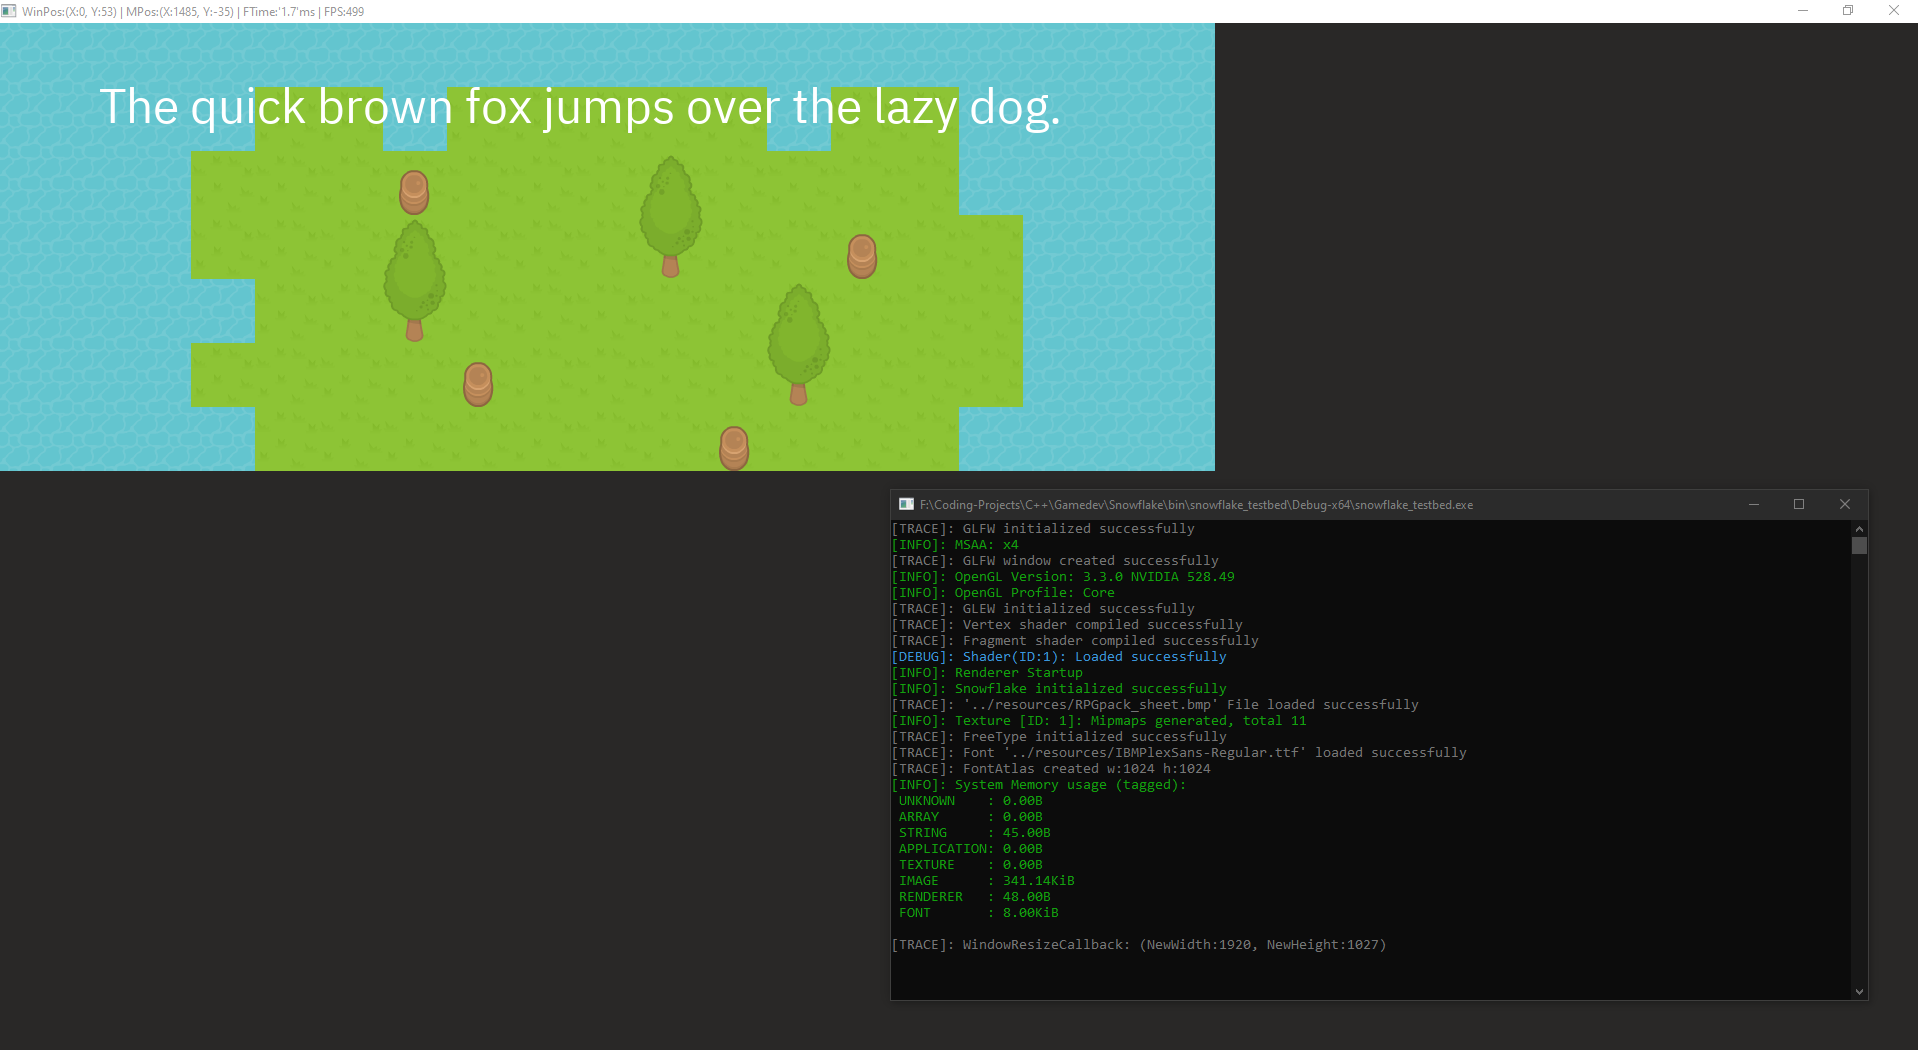 WinPos:(X:0, Y:53) | MPos:(X:1485, Y:-35) | FTime:'1.7'ms | FPS:499
The quick brown fox jumps over the lazy dog.
F:\Coding-Projects\C++\Gamedev\Snowflake\bin\snowflake_testbed\Debug-x64\snowflake_testbed.exe
[TRACE]: GLFW initialized successfully
[INFO]: MSAA: x4
[TRACE]: GLFW window created successfully
[INFO]: OpenGL Version: 3.3.0 NVIDIA 528.49
[INFO]: OpenGL Profile: Core
[TRACE]: GLEW initialized successfully
[TRACE]: Vertex shader compiled successfully
[TRACE]: Fragment shader compiled successfully
[DEBUG]: Shader(ID:1): Loaded successfully
[INFO]: Renderer Startup
[INFO]: Snowflake initialized successfully
[TRACE]: '../resources/RPGpack_sheet.bmp' File loaded successfully
[INFO]: Texture [ID: 1]: Mipmaps generated, total 11
[TRACE]: FreeType initialized successfully
[TRACE]: Font '../resources/IBMPlexSans-Regular.ttf' loaded successfully
[TRACE]: FontAtlas created w:1024 h:1024
[INFO]: System Memory usage (tagged):
UNKNOWN    : 0.00B
ARRAY      : 0.00B
STRING     : 45.00B
APPLICATION: 0.00B
TEXTURE    : 0.00B
IMAGE      : 341.14KiB
RENDERER   : 48.00B
FONT       : 8.00KiB
[TRACE]: WindowResizeCallback: (NewWidth:1920, NewHeight:1027)